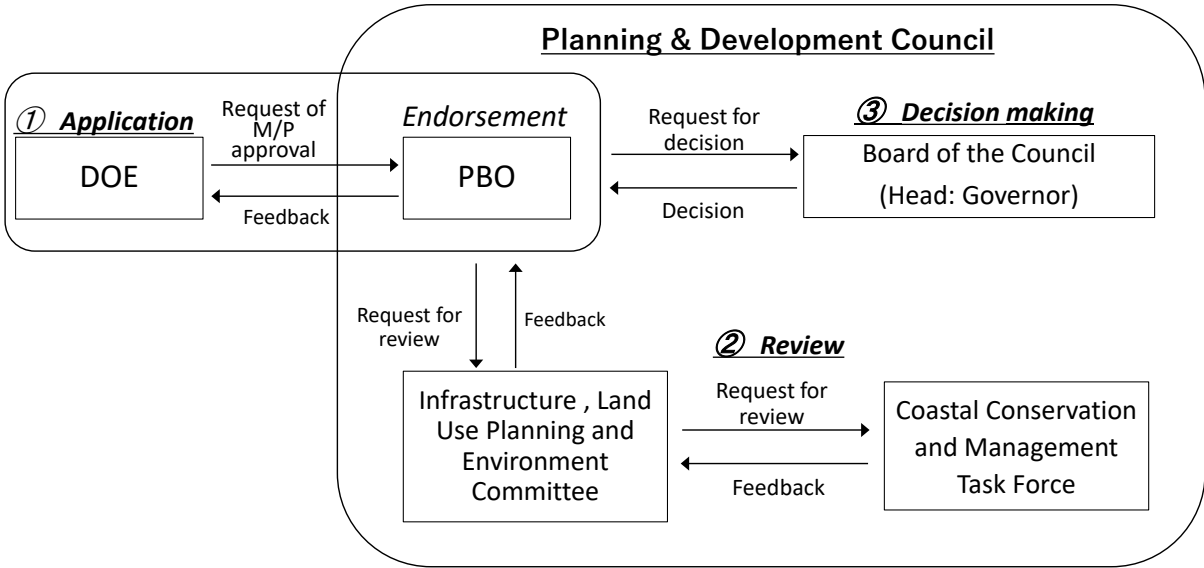 Planning & Development Council
① Application
DOE
Request of
M/P
approval
Feedback
Endorsement
PBO
Request for
decision
Decision
③ Decision making
Board of the Council
(Head: Governor)
Request for
review
Feedback
② Review
Infrastructure , Land
Use Planning and
Environment
Committee
Request for
review
Feedback
Coastal Conservation
and Management
Task Force